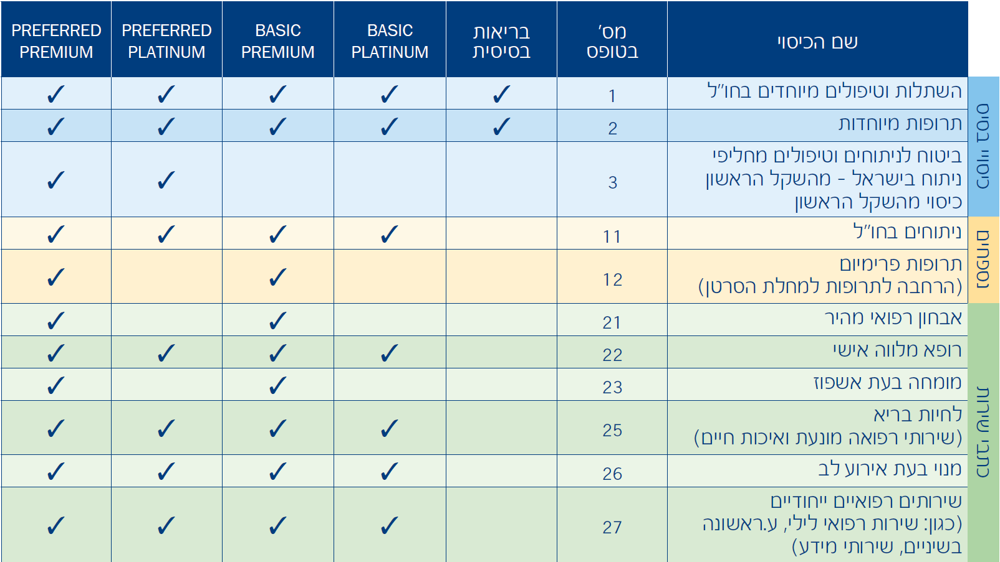 שם הכיסוי
מס'
בטופס
בריאות
בסיסית
BASIC
PLATINUM
BASIC
PREMIUM
PREFERRED
PLATINUM
PREFERRED
PREMIUM
כיסויי בסיס
השתלות וטיפולים מיוחדים בחו"ל 1 ✓ ✓ ✓ ✓ ✓
תרופות מיוחדות 2 ✓ ✓ ✓ ✓ ✓
ביטוח לניתוחים וטיפולים מחליפי
ניתוח בישראל - מהשקל הראשון
כיסוי מהשקל הראשון
3 ✓ ✓
נספחים
ניתוחים בחו"ל 11 ✓ ✓ ✓ ✓
תרופות פרימיום
(הרחבה לתרופות למחלת הסרטן)
12 ✓ ✓
כתבי שירות
אבחון רפואי מהיר 21 ✓ ✓
רופא מלווה אישי 22 ✓ ✓ ✓ ✓
מומחה בעת אשפוז 23 ✓ ✓
לחיות בריא
(שירותי רפואה מונעת ואיכות חיים)
25 ✓ ✓ ✓ ✓
מנוי בעת אירוע לב 26 ✓ ✓ ✓ ✓
שירותים רפואיים ייחודיים
(כגון: שירות רפואי לילי, ע.ראשונה
בשיניים, שירותי מידע)
27 ✓ ✓ ✓ ✓